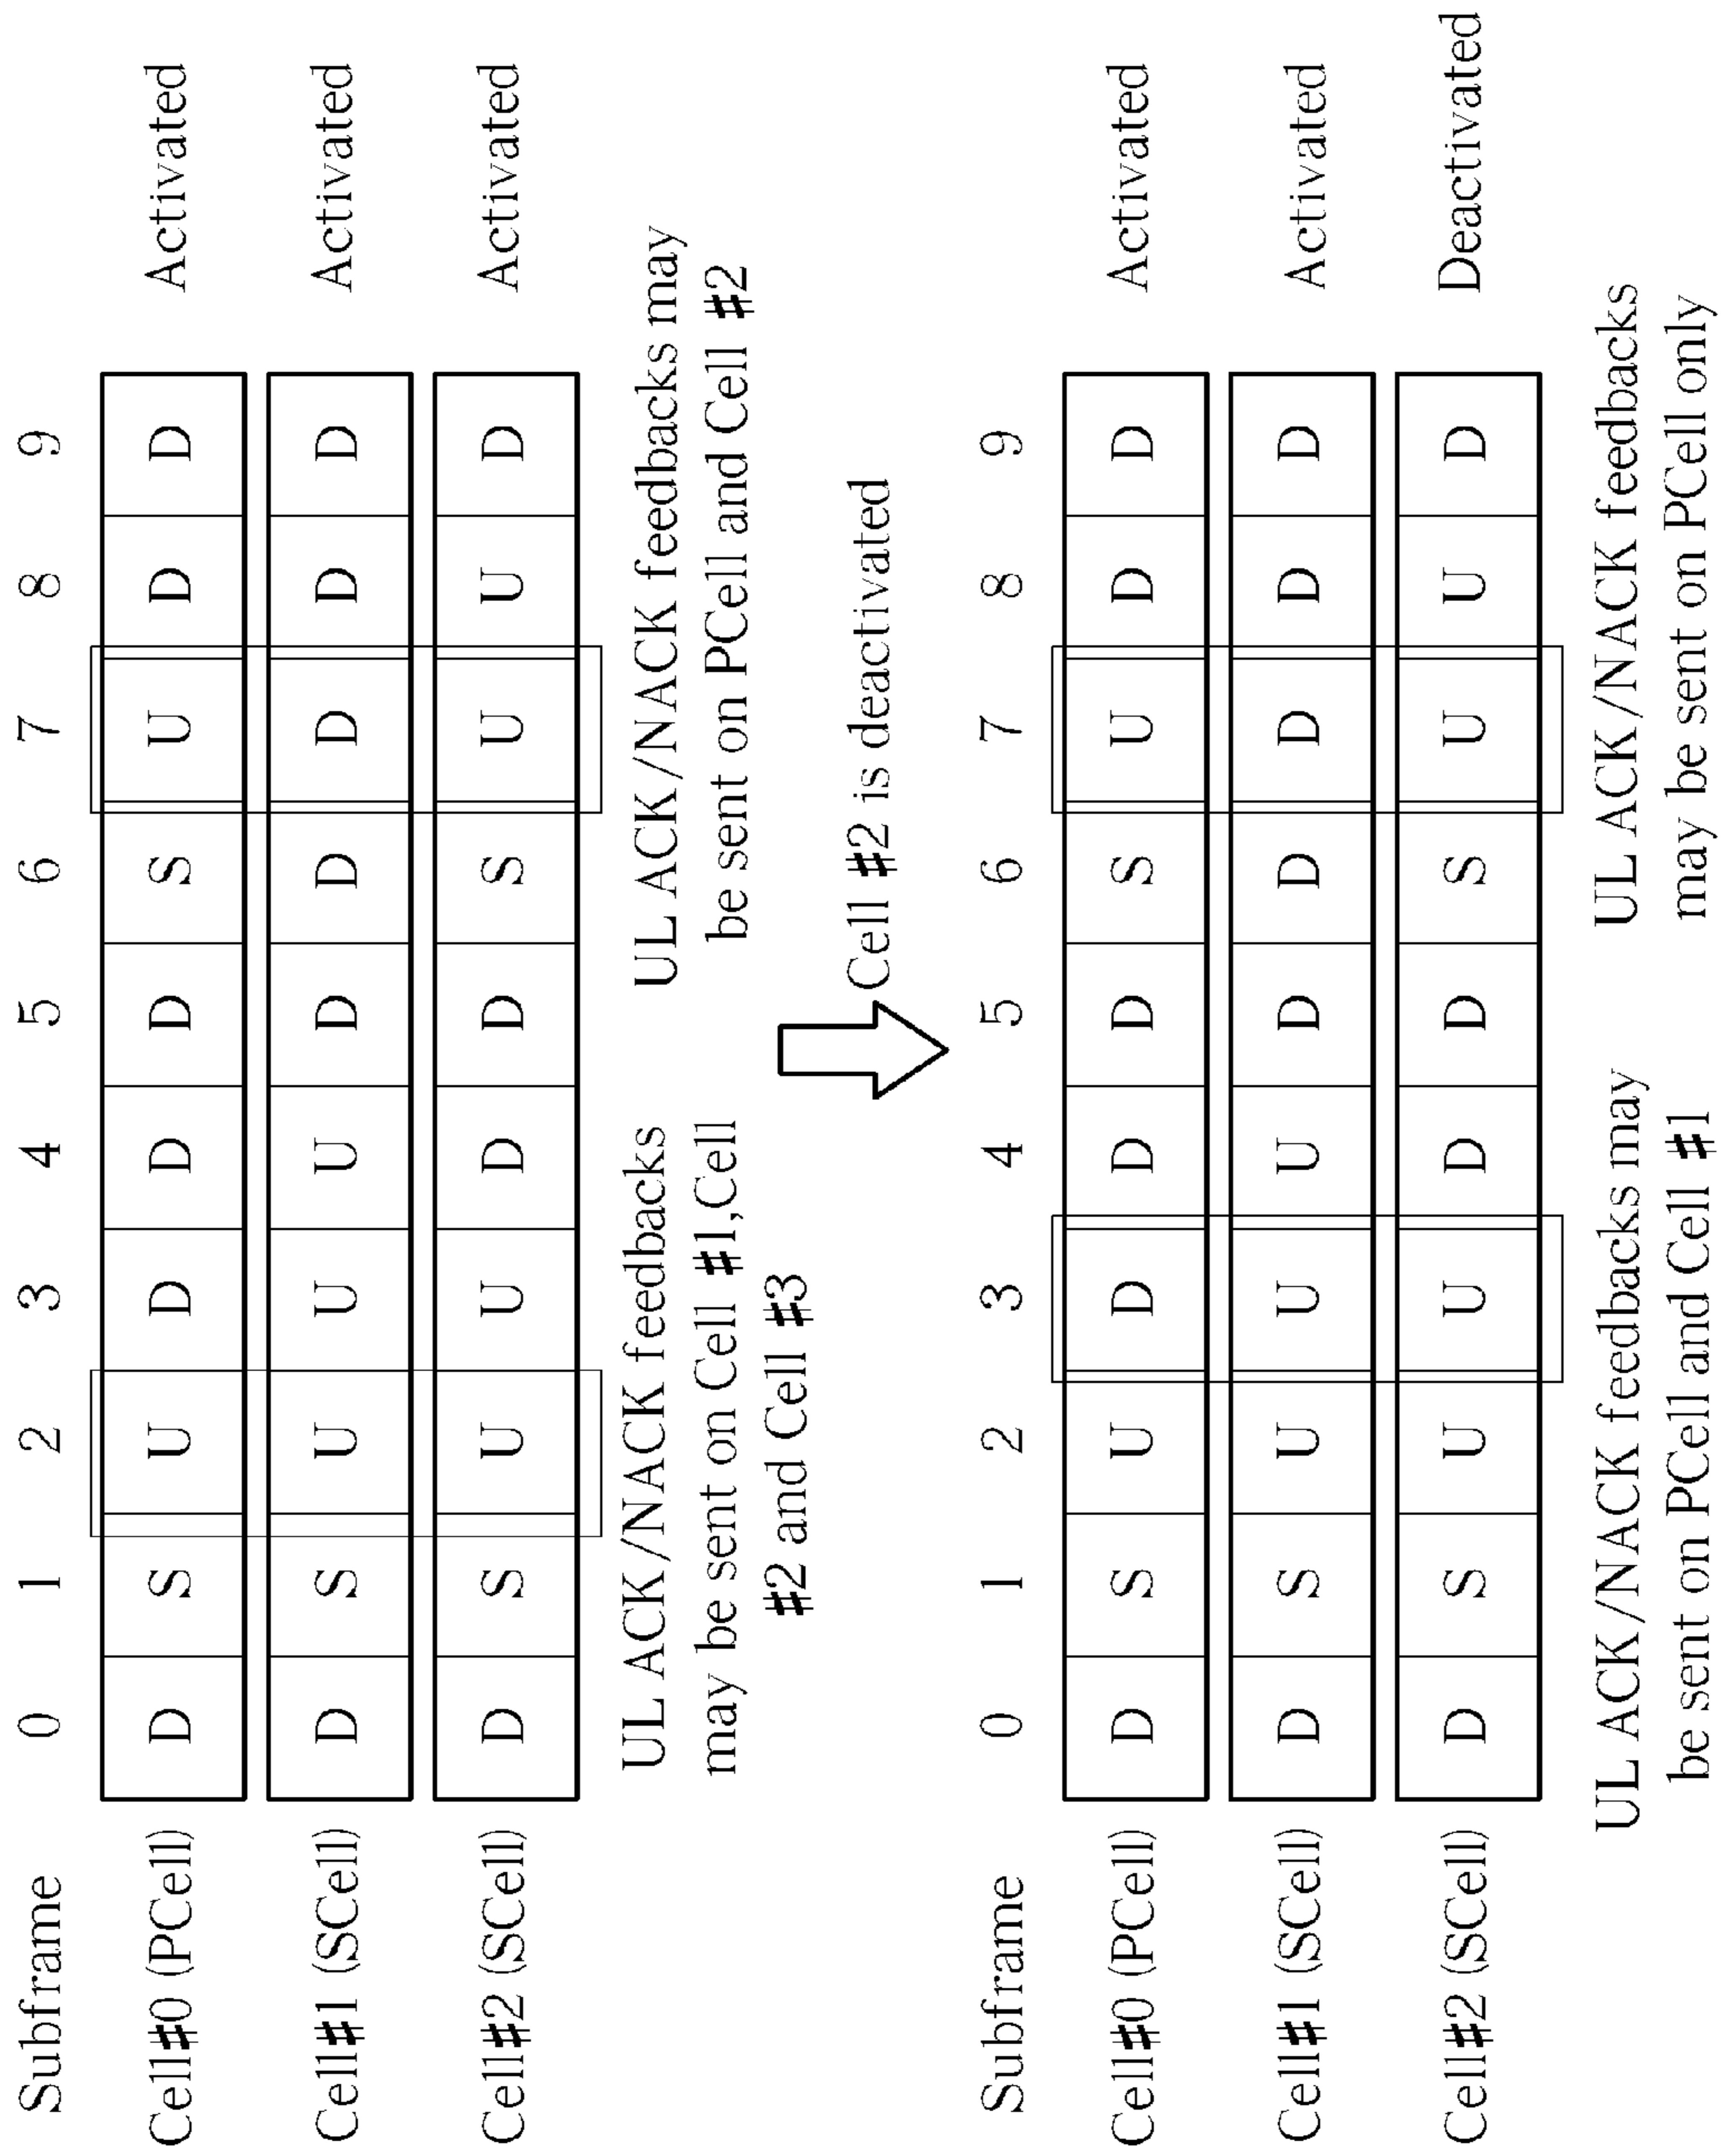 Subframe 0 1 2 3 4 5 6 7 8 9
Cell#0 (PCell) D S U D D D S U D D Activated
Cell#1 (SCell) D S U U U D D D D D Activated
Cell#2 (SCell) D S U U D D S U U D Activated
UL ACK/NACK feedbacks
may be sent on Cell #1,Cell
#2 and Cell #3
UL ACK/NACK feedbacks may
be sent on PCell and Cell #2
Cell #2 is deactivated
Subframe 0 1 2 3 4 5 6 7 8 9
Cell#0 (PCell) D S U D D D S U D D Activated
Cell#1 (SCell) D S U U U D D D D D Activated
Cell#2 (SCell) D S U U D D S U U D Deactivated
UL ACK/NACK feedbacks may
be sent on PCell and Cell #1
UL ACK/NACK feedbacks
may be sent on PCell only